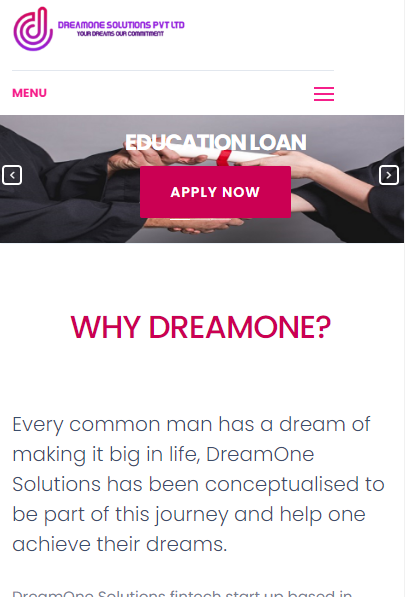 DREAMONE SOLUTIONS PVT LTD
YOUR DREAMS OUR COMMITMENT
MENU
EDUCATION LOAN
APPLY NOW
WHY DREAMONE?
Every common man has a dream of
making it big in life, DreamOne
Solutions has been conceptualised to
be part of this journey and help one
achieve their dreams.
DreamOne Solutions fintech start up based in